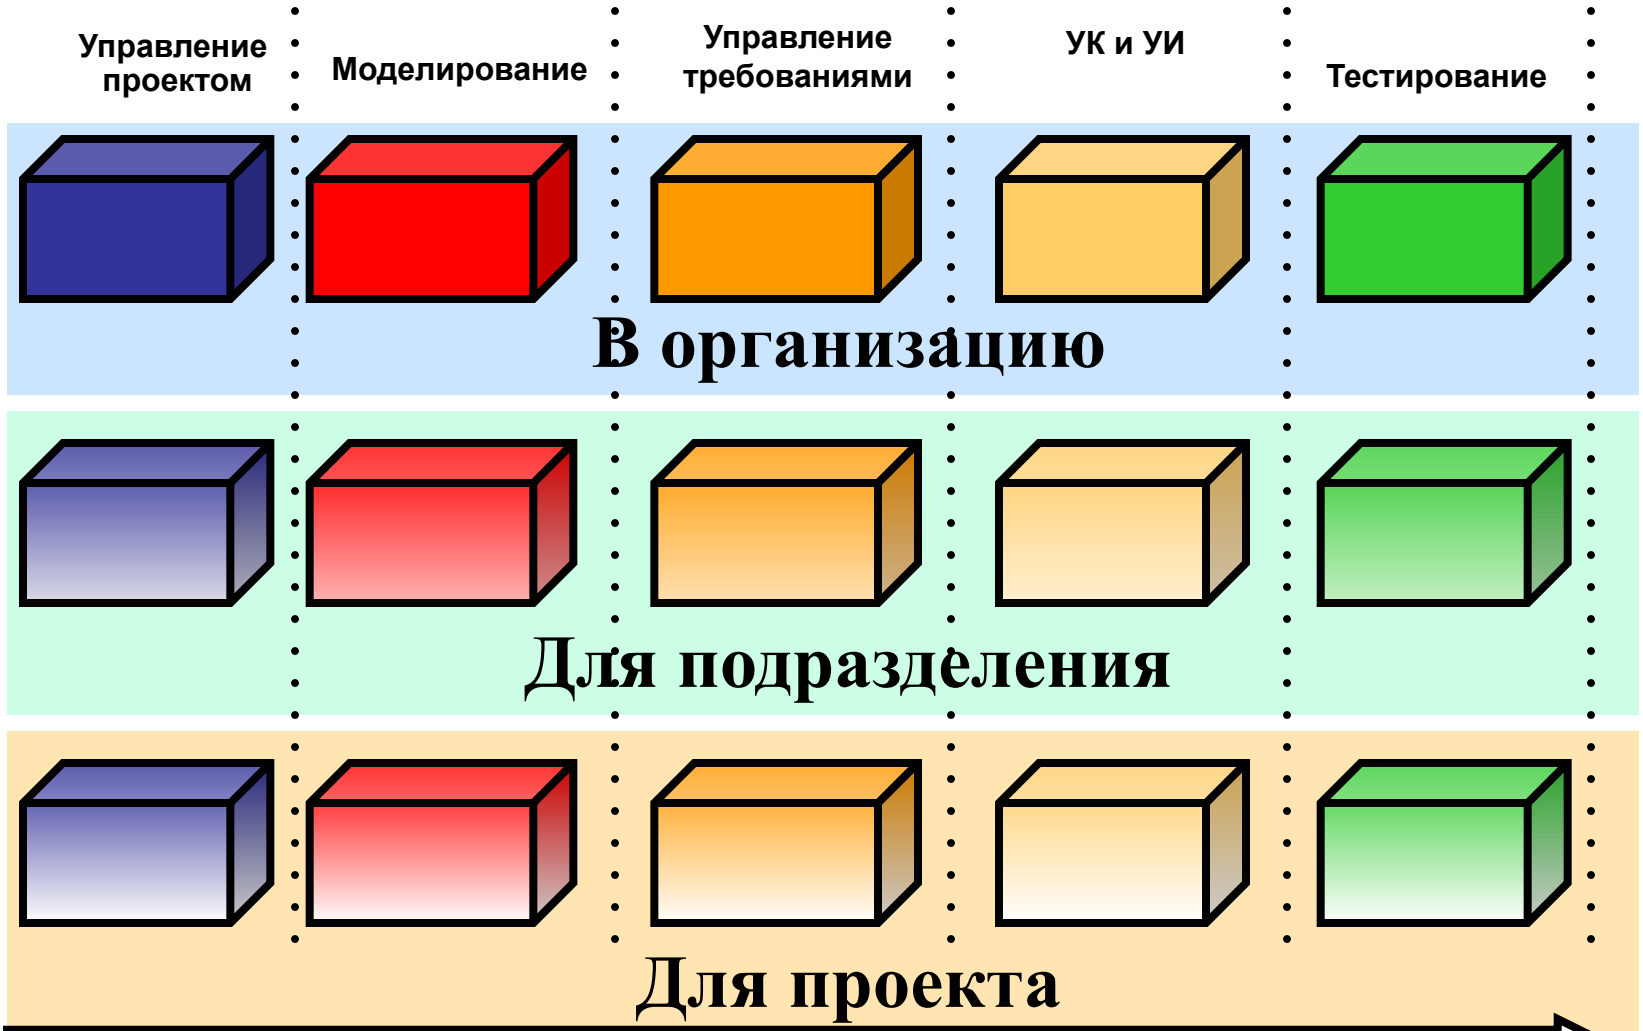 Управление
проектом
Моделирование
Управление
требованиями
УК и УИ
Тестирование
В организацию
Для подразделения
Для проекта